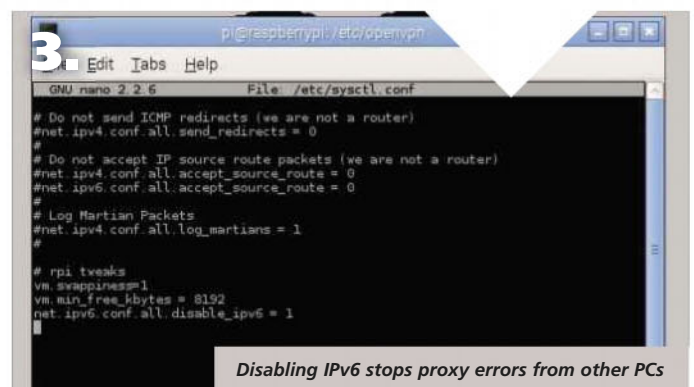 3.
pi@raspberrypi: /etc/openvpn
Edit Tabs Help
GNU nano 2.2.6 File: /etc/sysctl.conf
# Do not send ICMP redirects (we are not a router)
#net.ipv4.conf.all.send_redirects = 0
#
# Do not accept IP source route packets (we are not a router)
#net.ipv4.conf.all.accept_source_route = 0
#net.ipv6.conf.all.accept_source_route = 0
#
# Log Martian Packets
#net.ipv4.conf.all.log_martians = 1
#
# rpi tweaks
vm.swappiness=1
vm.min_free_kbytes = 8192
net.ipv6.conf.all.disable_ipv6 = 1
Disabling IPv6 stops proxy errors from other PCs